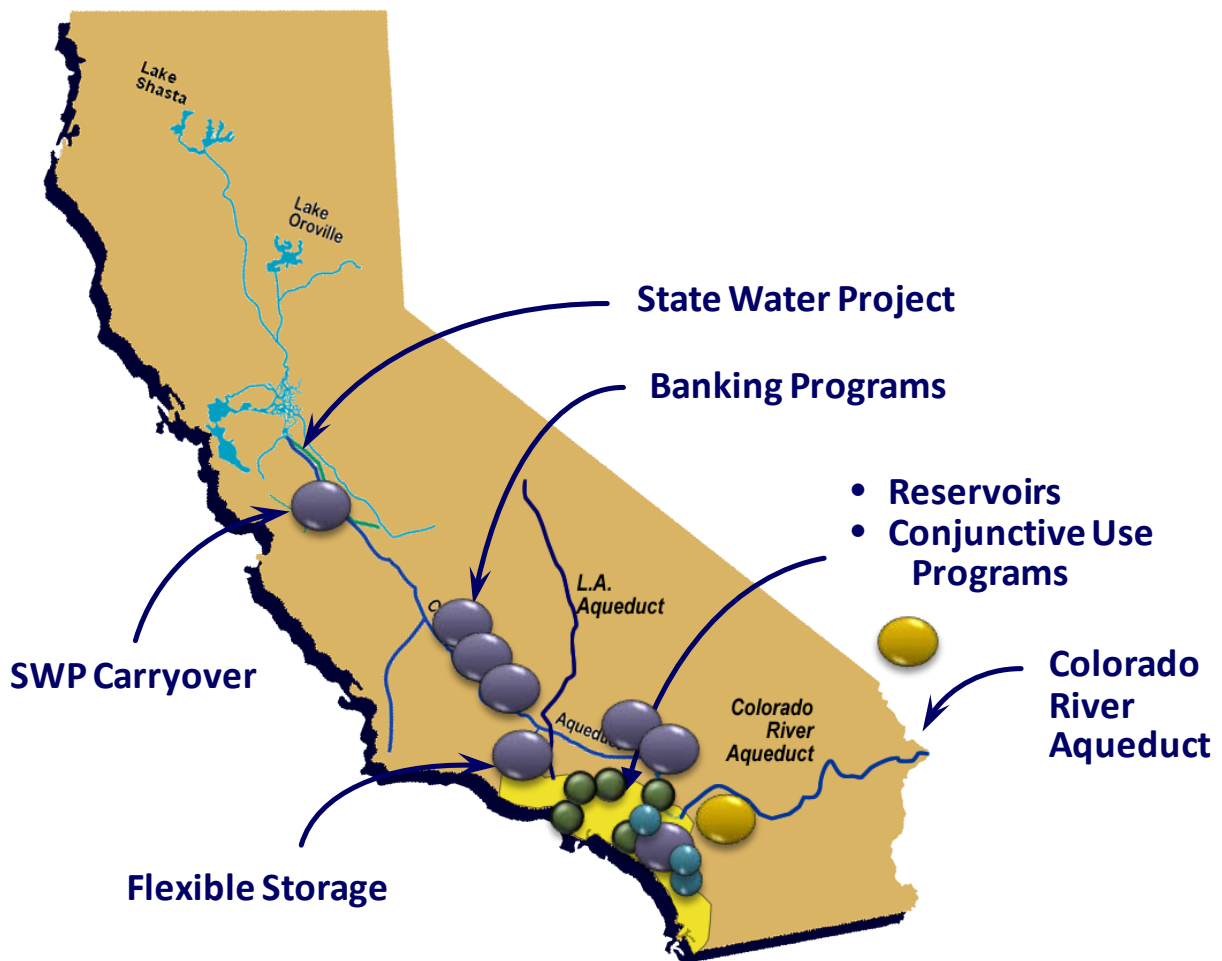 Lake
Shasta
Lake
Oroville
State Water Project
Banking Programs
• Reservoirs
• Conjunctive Use
Programs
L.A.
Aqueduct
SWP Carryover
Colorado
River
Aqueduct
Colorado
River
Aqueduct
Flexible Storage